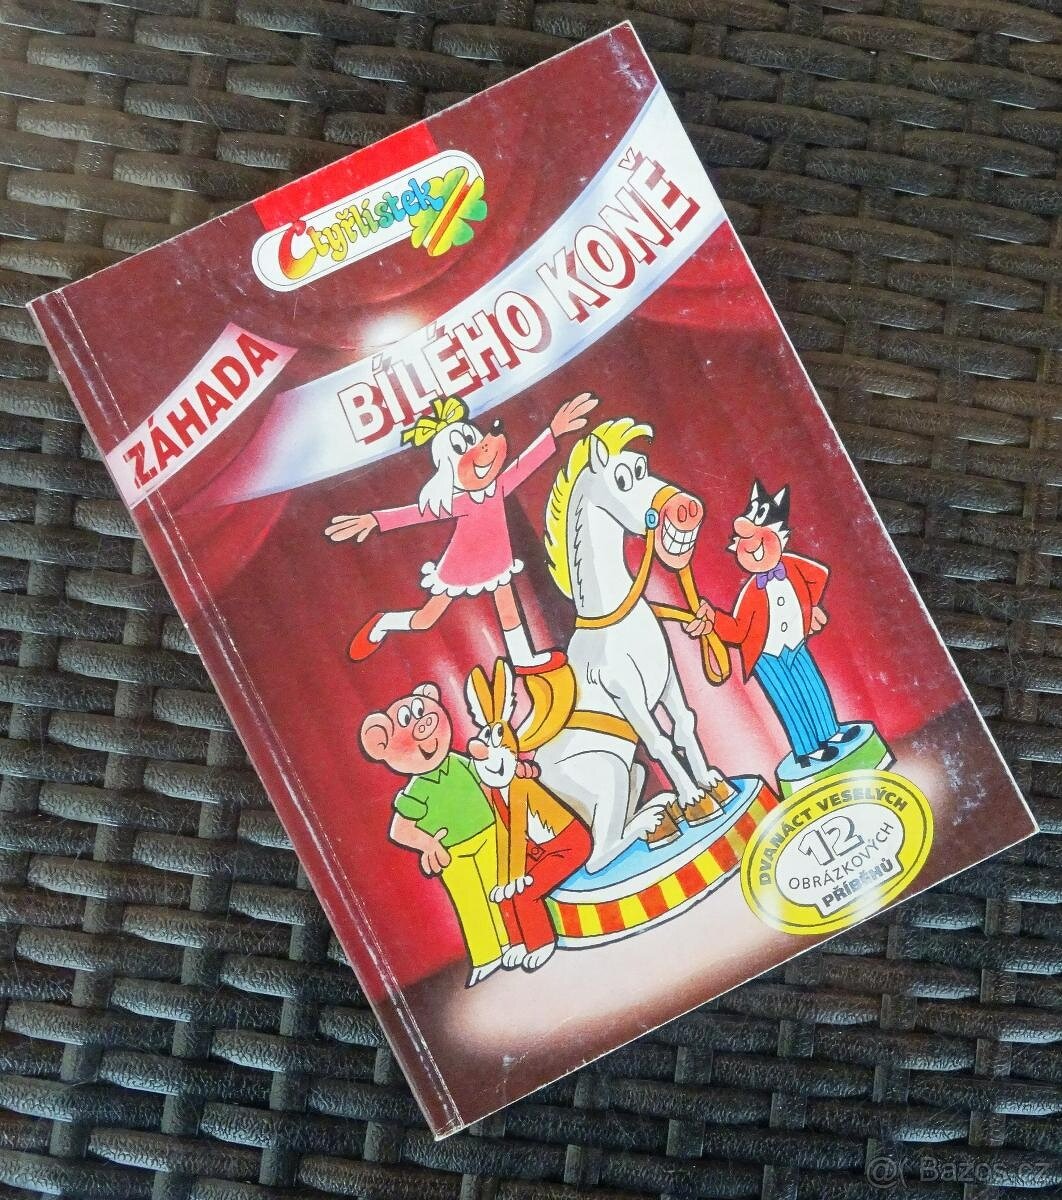 Čtyřlístek
ZÁHADA
BÍLÉHO KONĚ
DVANÁCT VESELÝCH
12
OBRÁZKOVÝCH
PŘÍBĚHŮ
@( Bazos.cz